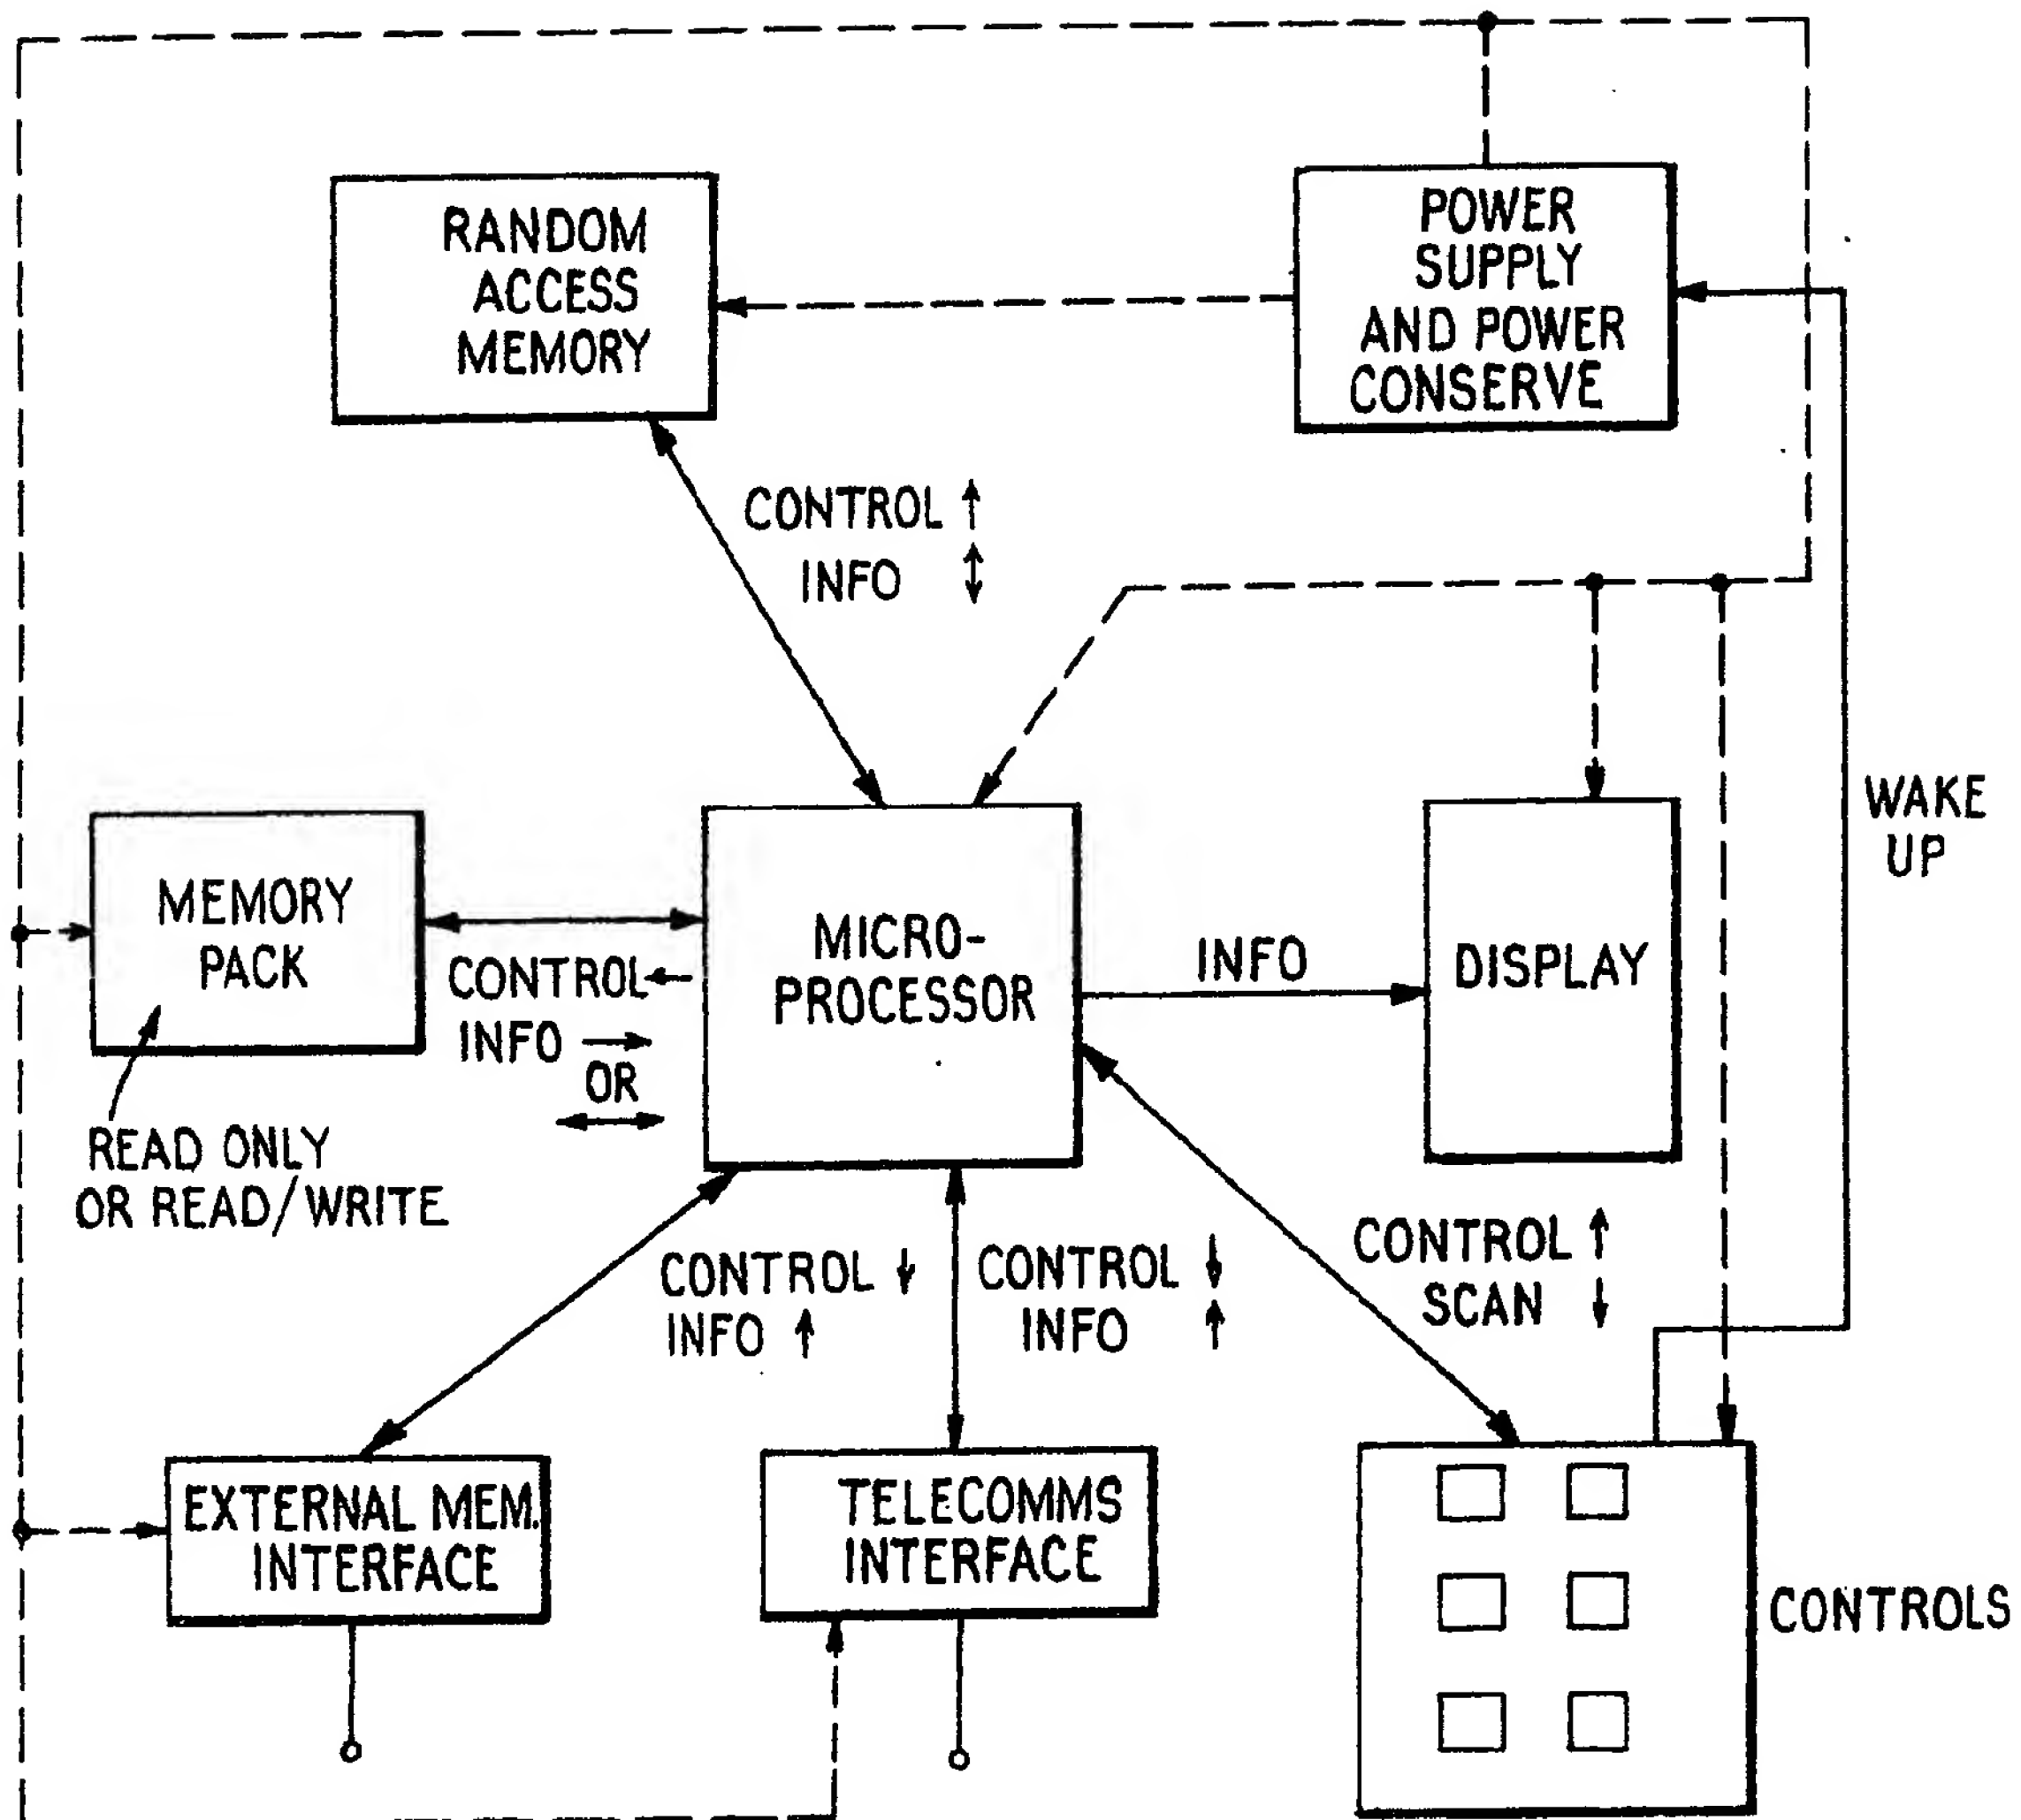 RANDOM
ACCESS
MEMORY
POWER
SUPPLY
AND POWER
CONSERVE
CONTROL ↑
INFO ↕
WAKE
UP
MEMORY
PACK
CONTROL ←
INFO →
OR
↔
MICRO-
PROCESSOR
INFO
DISPLAY
READ ONLY
OR READ/WRITE
CONTROL ↓
INFO ↑
CONTROL ↓
INFO ↑
CONTROL ↑
SCAN ↓
EXTERNAL MEM.
INTERFACE
TELECOMMS
INTERFACE
CONTROLS